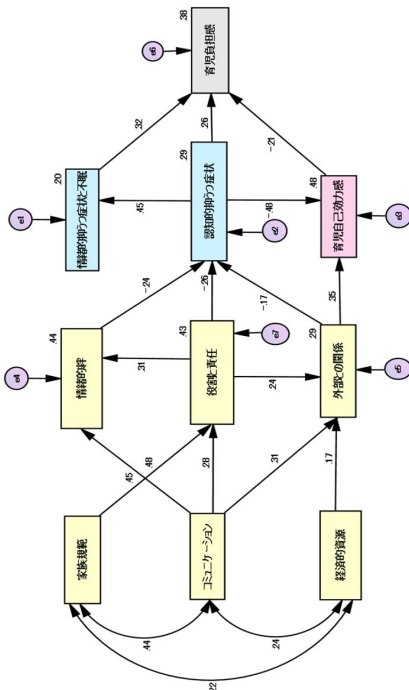 .22
家族規範
.44
コミュニケーション
.24
経済的資源
.45
.48
.28
.31
.17
e4
.44
情緒的絆
.31
.43
役割と責任
e7
.24
.29
外部との関係
e5
-.24
-.26
-.17
.35
e1
.20
情緒的抑うつ症状と不眠
.45
.29
認知的抑うつ症状
e2
-.48
.48
育児自己効力感
e3
.32
.26
-.21
e6
.38
育児負担感